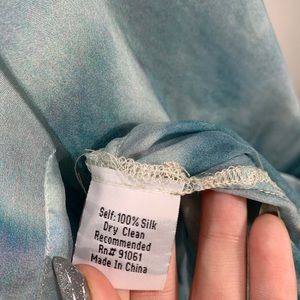 Self: 100% Silk
Dry Clean
Recommended
Rn# 91061
Made In China